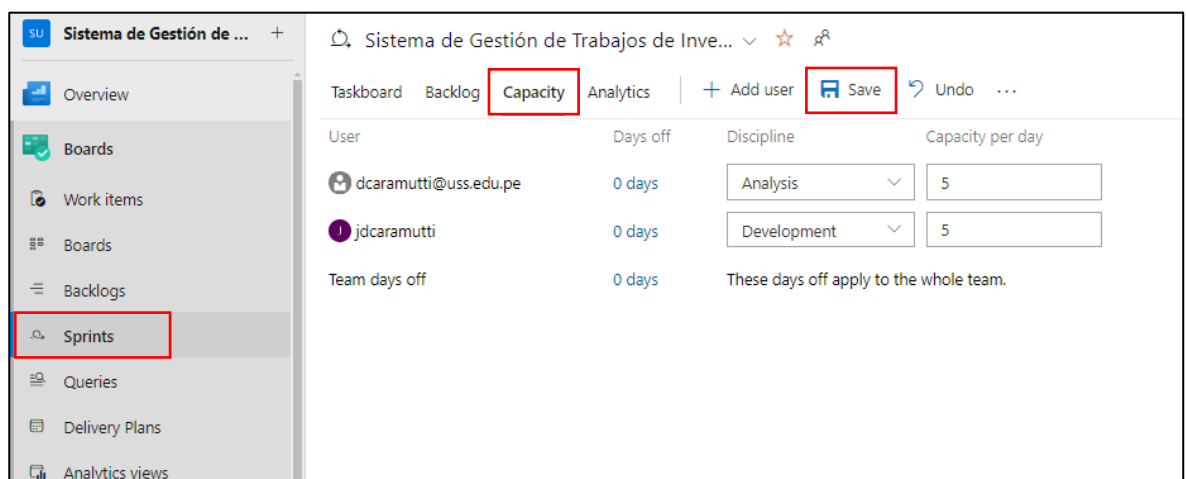 SU Sistema de Gestión de ... +
Overview
Boards
Work items
Boards
Backlogs
Sprints
Queries
Delivery Plans
Analytics views
Sistema de Gestión de Trabajos de Inve...
Taskboard Backlog Capacity Analytics + Add user Save Undo ...
User Days off Discipline Capacity per day
dcaramutti@uss.edu.pe 0 days Analysis 5
J jdcaramutti 0 days Development 5
Team days off 0 days These days off apply to the whole team.